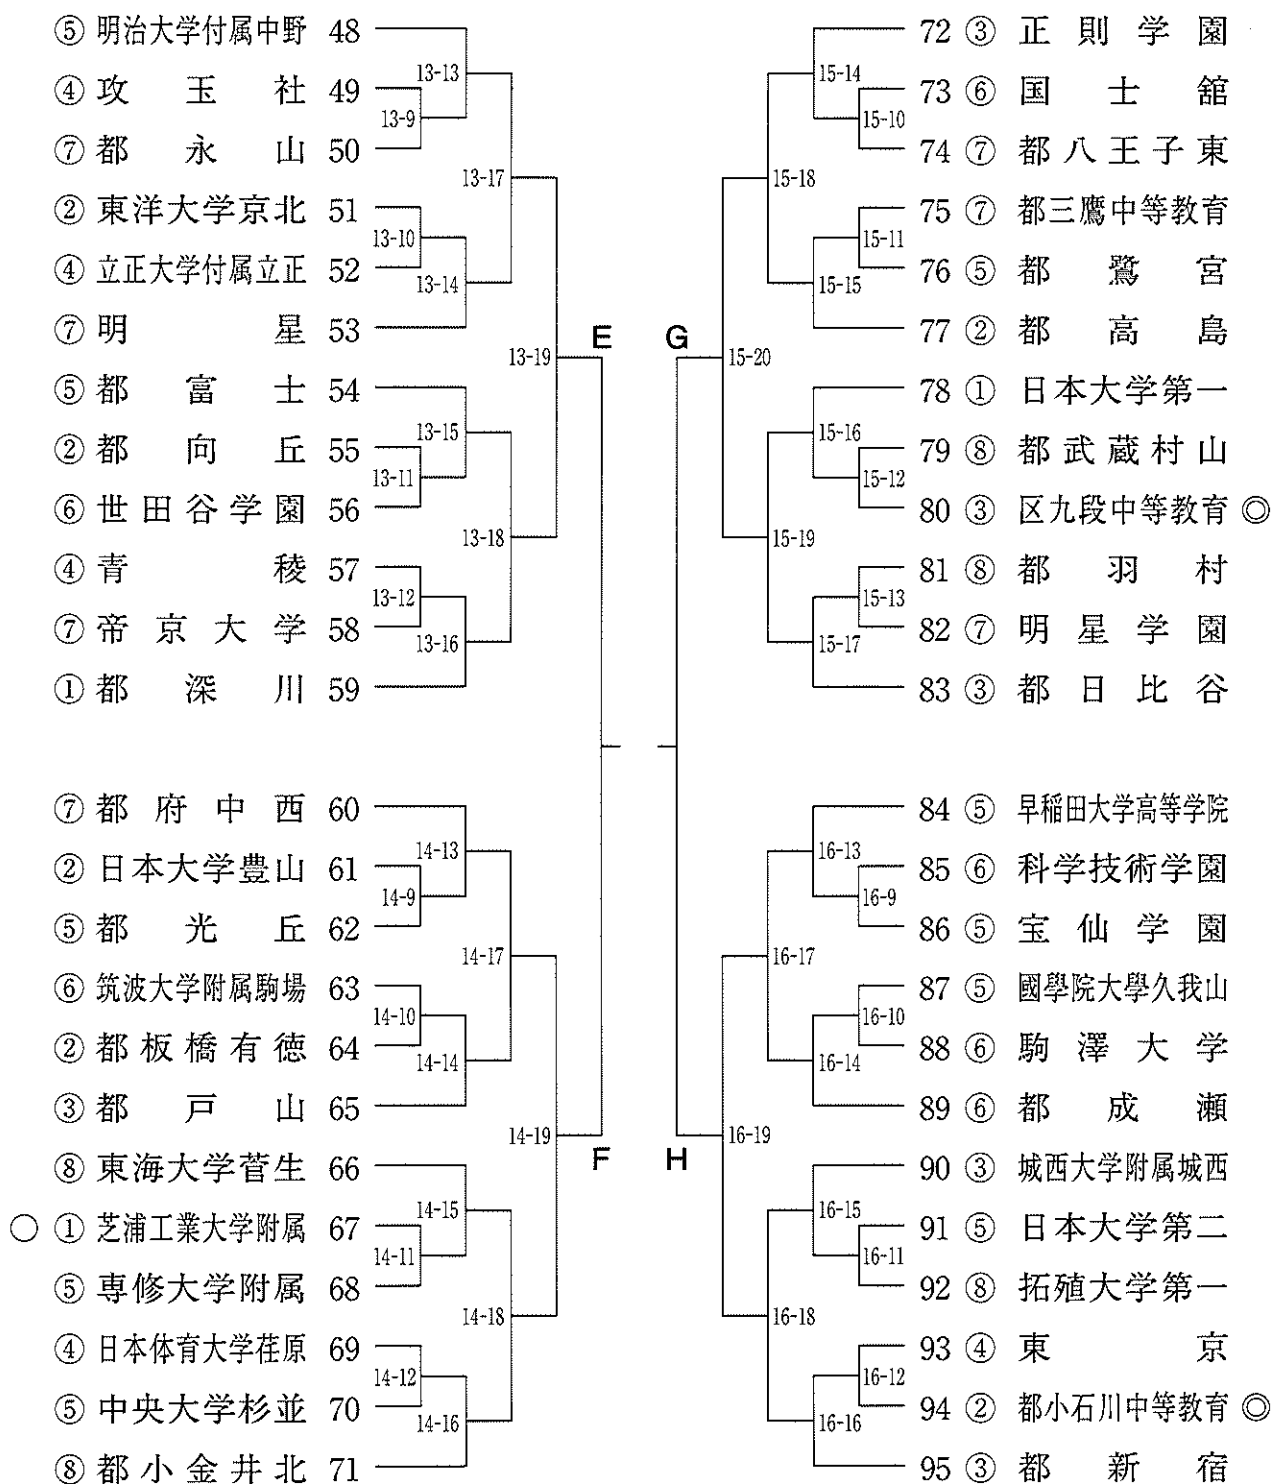 ⑤ 明治大学付属中野 48
13-13
④ 攻玉社 49
13-9
⑦ 都永山 50
13-17
② 東洋大学京北 51
13-10
④ 立正大学付属立正 52
13-14
⑦ 明星 53
E
13-19
⑤ 都富士 54
13-15
② 都向丘 55
13-11
⑥ 世田谷学園 56
13-18
④ 青稜 57
13-12
⑦ 帝京大学 58
13-16
① 都深川 59
⑦ 都府中西 60
14-13
② 日本大学豊山 61
14-9
⑤ 都光丘 62
14-17
⑥ 筑波大学附属駒場 63
14-10
② 都板橋有徳 64
14-14
③ 都戸山 65
14-19
F
⑧ 東海大学菅生 66
14-15
○ ① 芝浦工業大学附属 67
14-11
⑤ 専修大学附属 68
14-18
④ 日本体育大学荏原 69
14-12
⑤ 中央大学杉並 70
14-16
⑧ 都小金井北 71
72 ③ 正則学園
15-14
73 ⑥ 国士舘
15-10
74 ⑦ 都八王子東
15-18
75 ⑦ 都三鷹中等教育
15-11
76 ⑤ 都鷺宮
15-15
77 ② 都高島
G
15-20
78 ① 日本大学第一
15-16
79 ⑧ 都武蔵村山
15-12
80 ③ 区九段中等教育 ◎
15-19
81 ⑧ 都羽村
15-13
82 ⑦ 明星学園
15-17
83 ③ 都日比谷
84 ⑤ 早稲田大学高等学院
16-13
85 ⑥ 科学技術学園
16-9
86 ⑤ 宝仙学園
16-17
87 ⑤ 國學院大學久我山
16-10
88 ⑥ 駒澤大学
16-14
89 ⑥ 都成瀬
H
16-19
90 ③ 城西大学附属城西
16-15
91 ⑤ 日本大学第二
16-11
92 ⑧ 拓殖大学第一
16-18
93 ④ 東京
16-12
94 ② 都小石川中等教育 ◎
16-16
95 ③ 都新宿